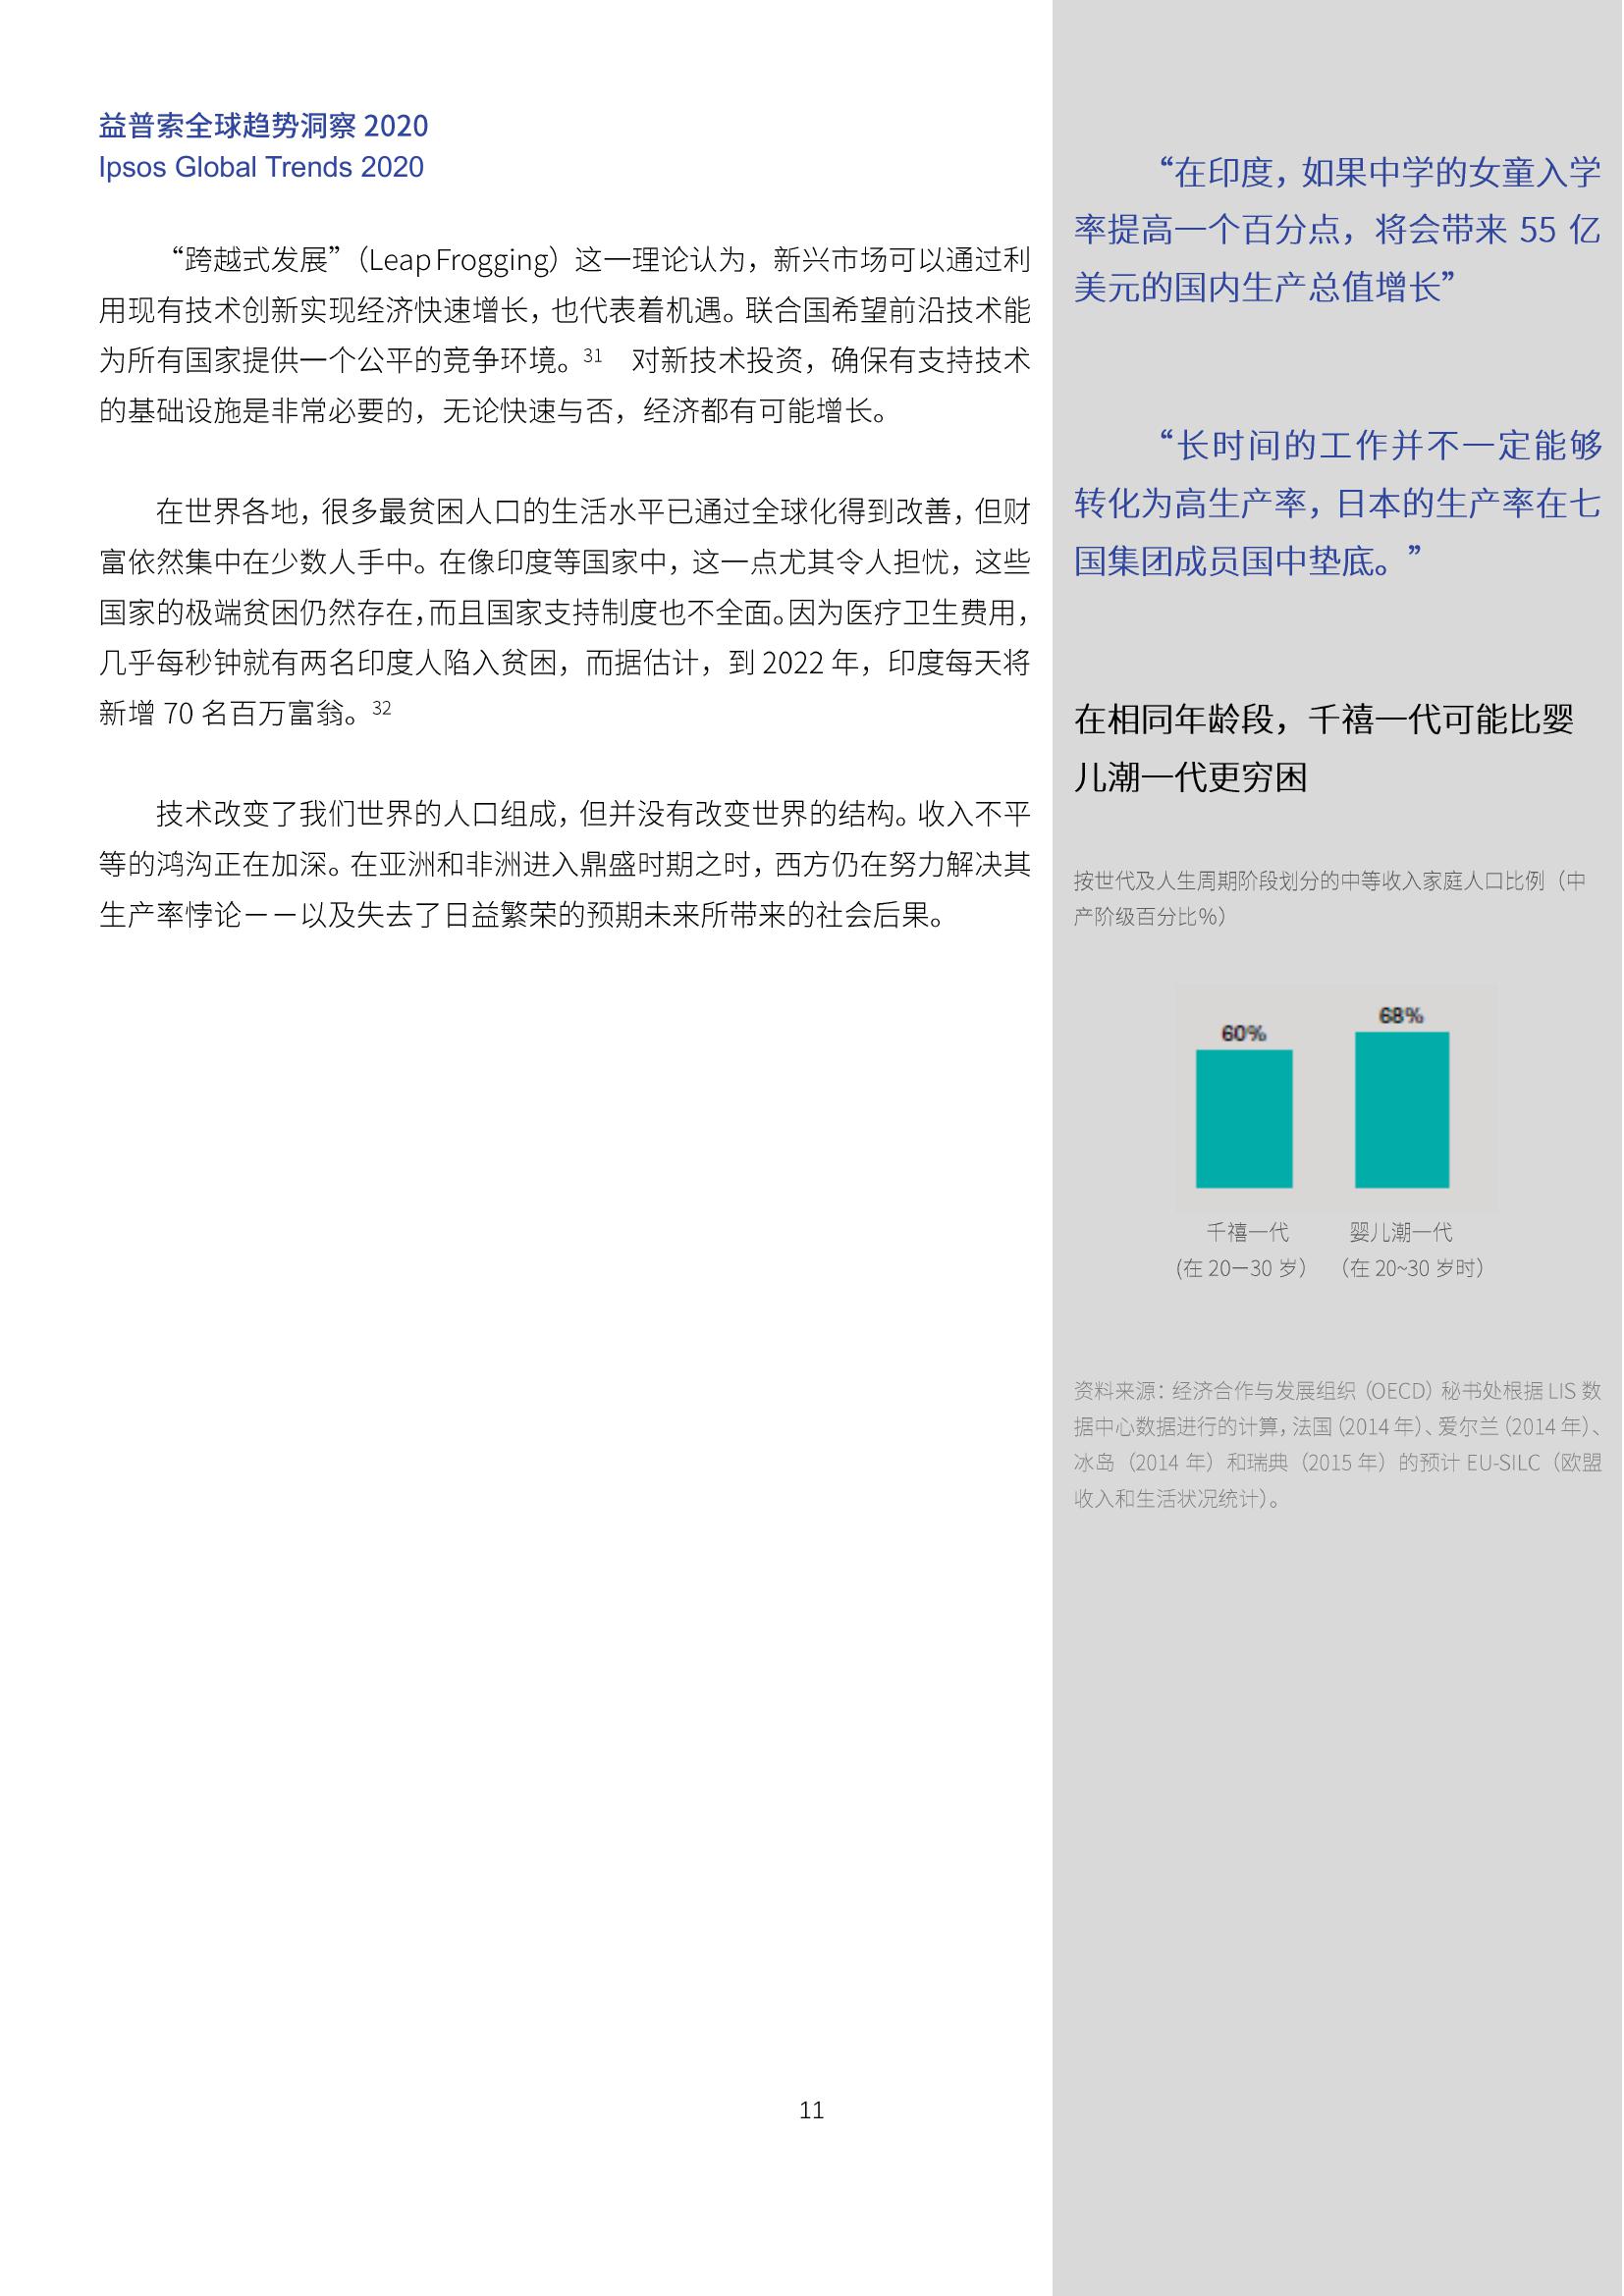 益普索全球趋势洞察 2020
Ipsos Global Trends 2020
“跨越式发展”（Leap Frogging）这一理论认为，新兴市场可以通过利
用现有技术创新实现经济快速增长，也代表着机遇。联合国希望前沿技术能
为所有国家提供一个公平的竞争环境。31 对新技术投资，确保有支持技术
的基础设施是非常必要的，无论快速与否，经济都有可能增长。
在世界各地，很多最贫困人口的生活水平已通过全球化得到改善，但财
富依然集中在少数人手中。在像印度等国家中，这一点尤其令人担忧，这些
国家的极端贫困仍然存在，而且国家支持制度也不全面。因为医疗卫生费用，
几乎每秒钟就有两名印度人陷入贫困，而据估计，到 2022 年，印度每天将
新增 70 名百万富翁。32
技术改变了我们世界的人口组成，但并没有改变世界的结构。收入不平
等的鸿沟正在加深。在亚洲和非洲进入鼎盛时期之时，西方仍在努力解决其
生产率悖论－－以及失去了日益繁荣的预期未来所带来的社会后果。
“在印度，如果中学的女童入学
率提高一个百分点，将会带来 55 亿
美元的国内生产总值增长”
“长时间的工作并不一定能够
转化为高生产率，日本的生产率在七
国集团成员国中垫底。”
在相同年龄段，千禧一代可能比婴
儿潮一代更穷困
按世代及人生周期阶段划分的中等收入家庭人口比例（中
产阶级百分比%）
60%
68%
千禧一代 婴儿潮一代
(在 20—30 岁） （在 20~30 岁时）
资料来源：经济合作与发展组织（OECD）秘书处根据 LIS 数
据中心数据进行的计算，法国（2014 年）、爱尔兰（2014 年）、
冰岛（2014 年）和瑞典（2015 年）的预计 EU-SILC（欧盟
收入和生活状况统计）。
11